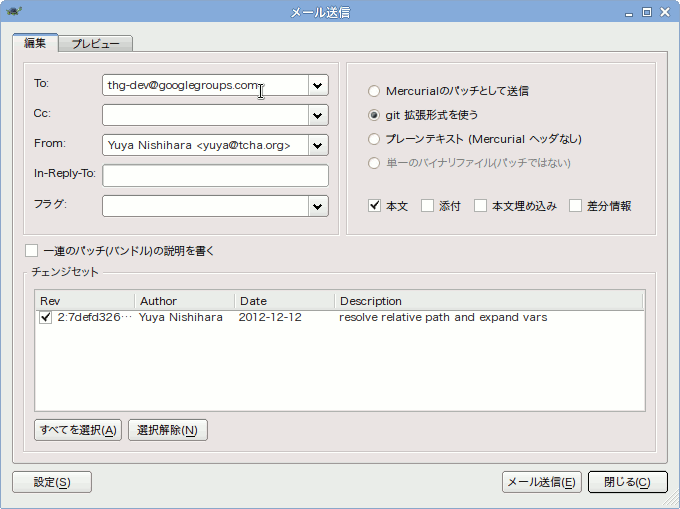 メール送信
編集 プレビュー
To: thg-dev@googlegroups.com
Cc:
From: Yuya Nishihara <yuya@tcha.org>
In-Reply-To:
フラグ:
Mercurialのパッチとして送信
git 拡張形式を使う
プレーンテキスト (Mercurial ヘッダなし)
単一のバイナリファイル(パッチではない)
本文 添付 本文埋め込み 差分情報
一連のパッチ(バンドル)の説明を書く
チェンジセット
Rev Author Date Description
2:7defd326… Yuya Nishihara 2012-12-12 resolve relative path and expand vars
すべてを選択(A) 選択解除(N)
設定(S) メール送信(E) 閉じる(C)